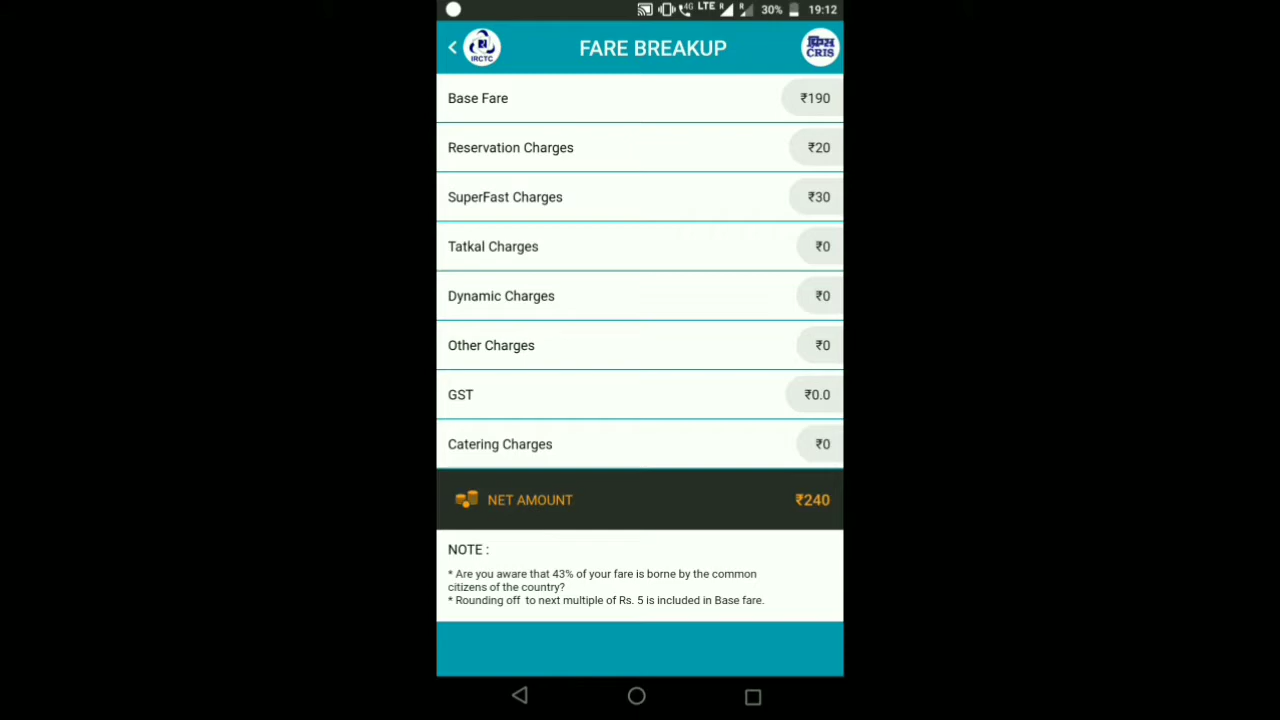 4G LTE R R 30% 19:12
IRCTC
FARE BREAKUP
क्रिस
CRIS
Base Fare ₹190
Reservation Charges ₹20
SuperFast Charges ₹30
Tatkal Charges ₹0
Dynamic Charges ₹0
Other Charges ₹0
GST ₹0.0
Catering Charges ₹0
NET AMOUNT ₹240
NOTE :
* Are you aware that 43% of your fare is borne by the common
citizens of the country?
* Rounding off to next multiple of Rs. 5 is included in Base fare.